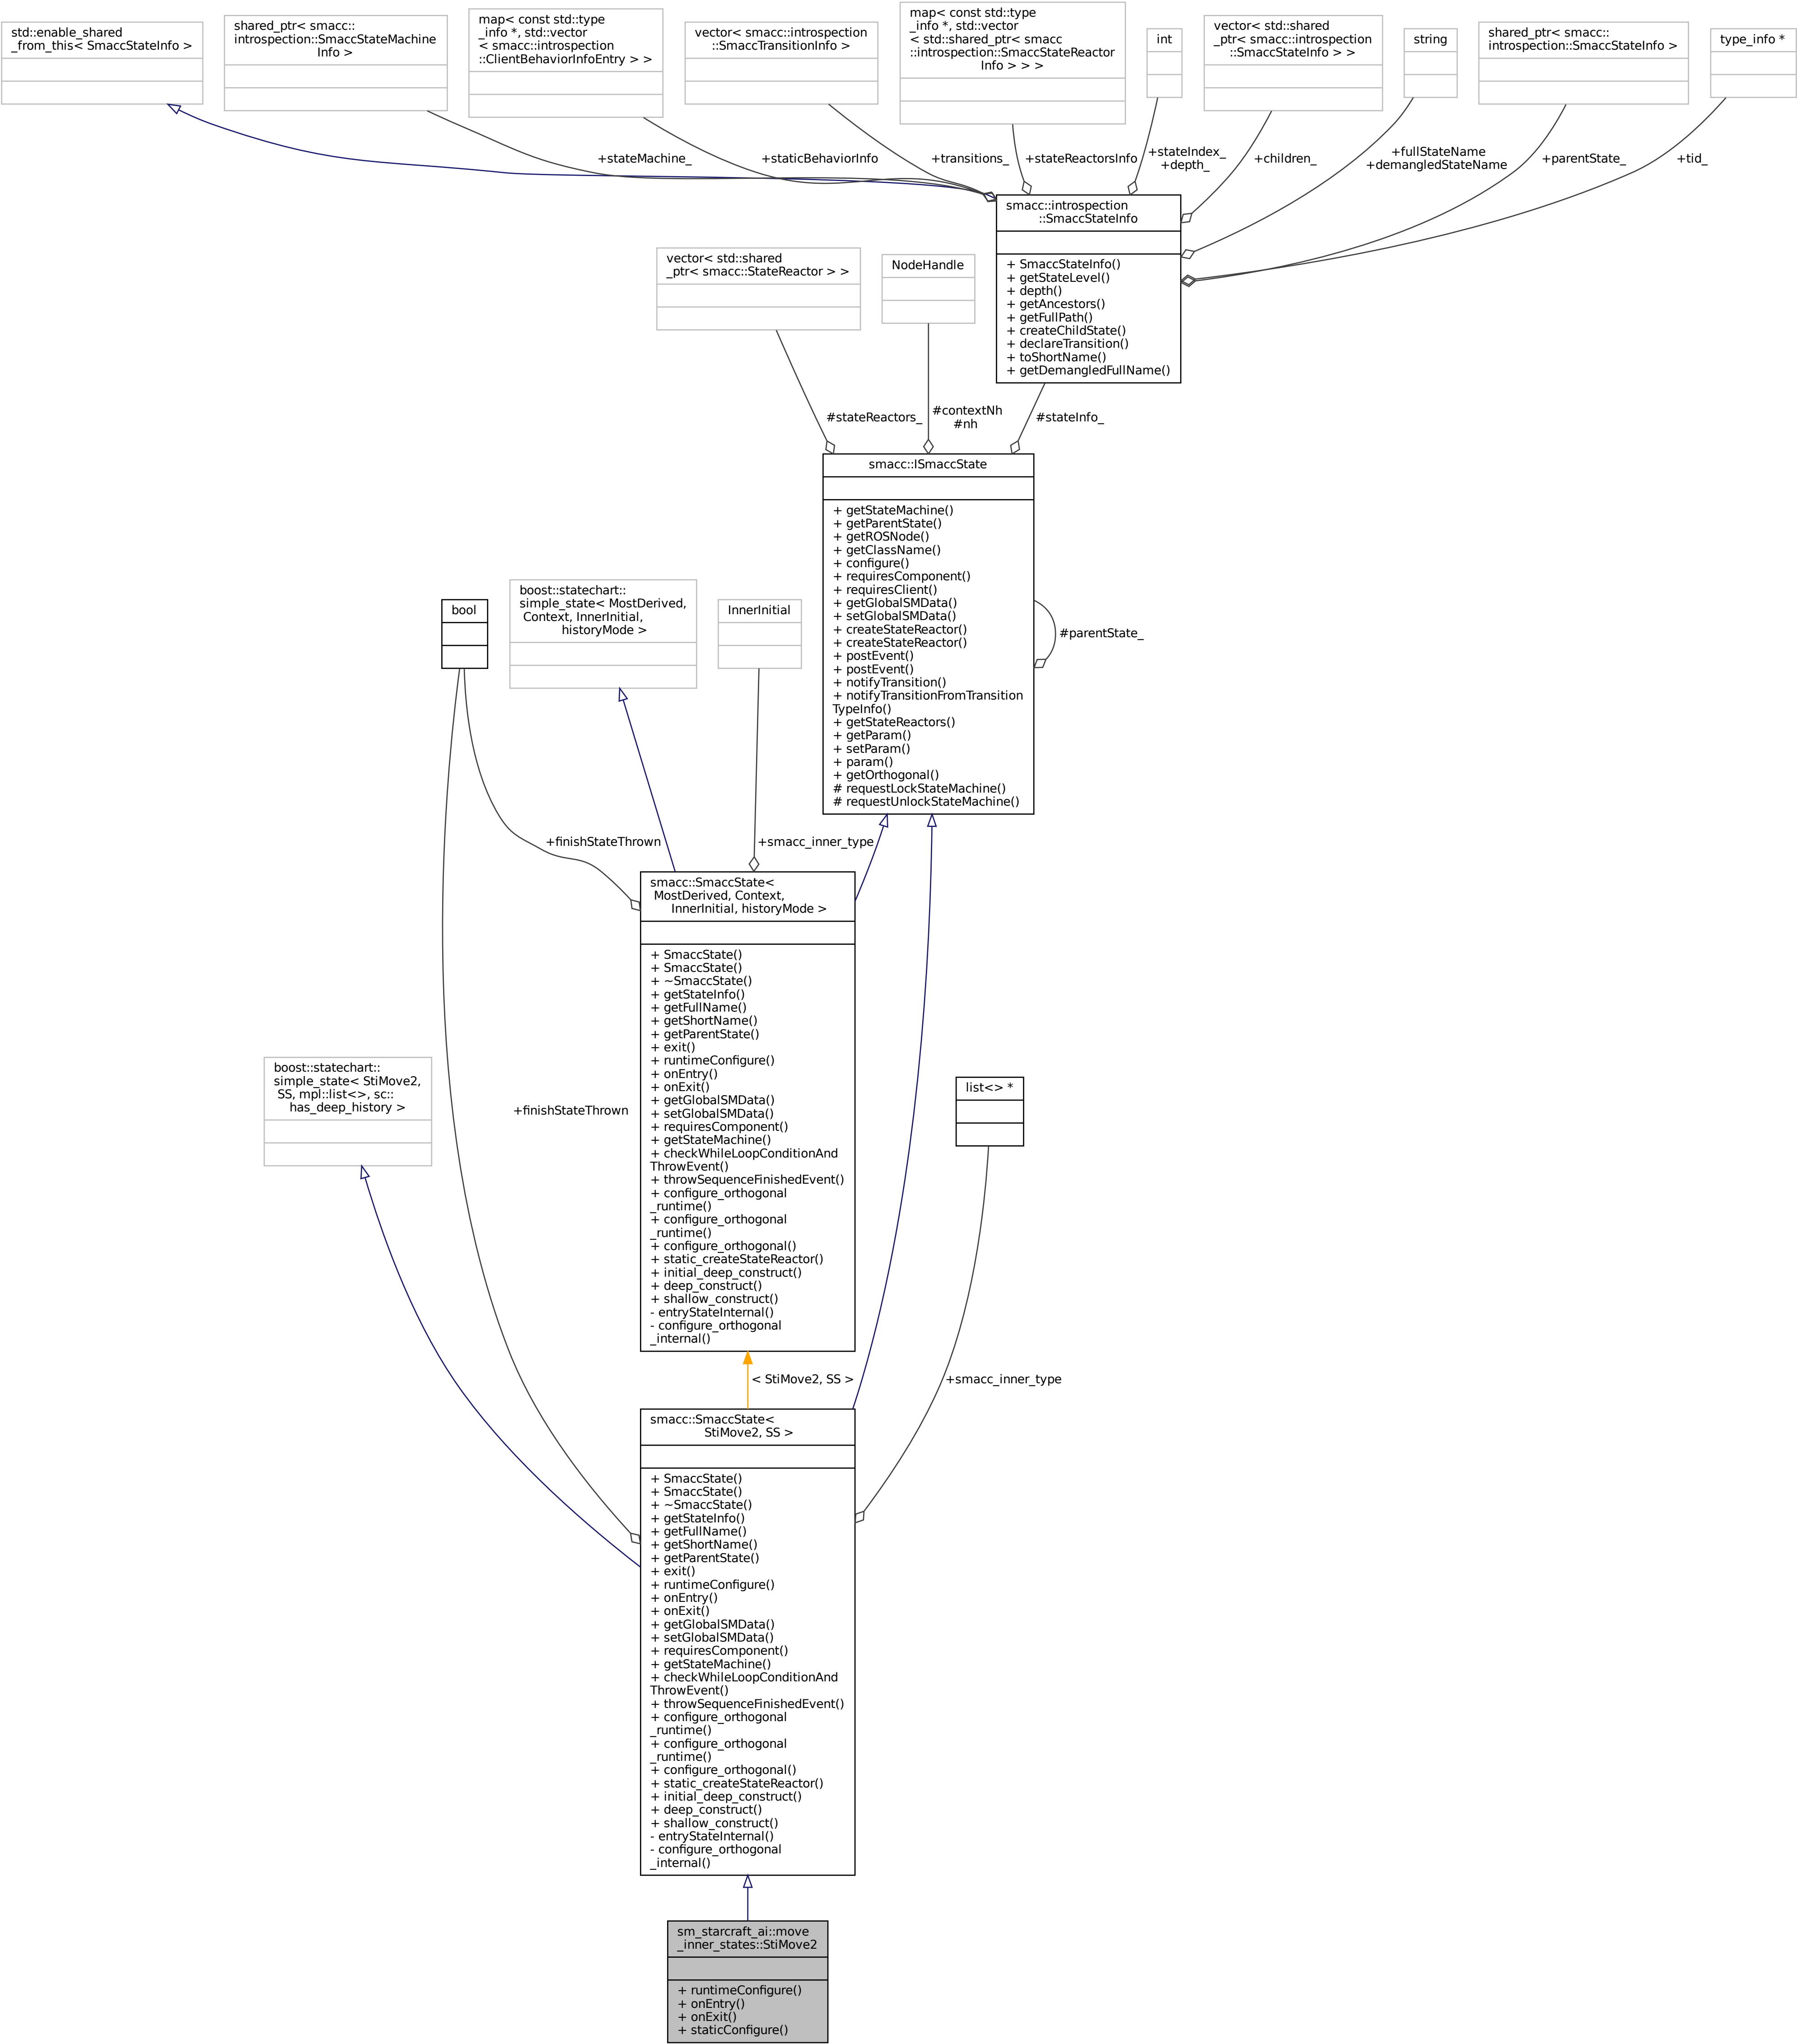 std::enable_shared
_from_this< SmaccStateInfo >
shared_ptr< smacc::
introspection::SmaccStateMachine
Info >
map< const std::type
_info *, std::vector
< smacc::introspection
::ClientBehaviorInfoEntry > >
vector< smacc::introspection
::SmaccTransitionInfo >
map< const std::type
_info *, std::vector
< std::shared_ptr< smacc
::introspection::SmaccStateReactor
Info > > >
int
vector< std::shared
_ptr< smacc::introspection
::SmaccStateInfo > >
string
shared_ptr< smacc::
introspection::SmaccStateInfo >
type_info *
+stateMachine_
+staticBehaviorInfo
+transitions_
+stateReactorsInfo
+stateIndex_
+depth_
+children_
+fullStateName
+demangledStateName
+parentState_
+tid_
smacc::introspection
::SmaccStateInfo
+ SmaccStateInfo()
+ getStateLevel()
+ depth()
+ getAncestors()
+ getFullPath()
+ createChildState()
+ declareTransition()
+ toShortName()
+ getDemangledFullName()
vector< std::shared
_ptr< smacc::StateReactor > >
NodeHandle
#stateReactors_
#contextNh
#nh
#stateInfo_
smacc::ISmaccState
+ getStateMachine()
+ getParentState()
+ getROSNode()
+ getClassName()
+ configure()
+ requiresComponent()
+ requiresClient()
+ getGlobalSMData()
+ setGlobalSMData()
+ createStateReactor()
+ createStateReactor()
+ postEvent()
+ postEvent()
+ notifyTransition()
+ notifyTransitionFromTransition
TypeInfo()
+ getStateReactors()
+ getParam()
+ setParam()
+ param()
+ getOrthogonal()
# requestLockStateMachine()
# requestUnlockStateMachine()
#parentState_
bool
boost::statechart::
simple_state< MostDerived,
Context, InnerInitial,
historyMode >
InnerInitial
+finishStateThrown
+smacc_inner_type
smacc::SmaccState<
MostDerived, Context,
InnerInitial, historyMode >
+ SmaccState()
+ SmaccState()
+ ~SmaccState()
+ getStateInfo()
+ getFullName()
+ getShortName()
+ getParentState()
+ exit()
+ runtimeConfigure()
+ onEntry()
+ onExit()
+ getGlobalSMData()
+ setGlobalSMData()
+ requiresComponent()
+ getStateMachine()
+ checkWhileLoopConditionAnd
ThrowEvent()
+ throwSequenceFinishedEvent()
+ configure_orthogonal
_runtime()
+ configure_orthogonal
_runtime()
+ configure_orthogonal()
+ static_createStateReactor()
+ initial_deep_construct()
+ deep_construct()
+ shallow_construct()
- entryStateInternal()
- configure_orthogonal
_internal()
boost::statechart::
simple_state< StiMove2,
SS, mpl::list<>, sc::
has_deep_history >
+finishStateThrown
list<> *
< StiMove2, SS >
+smacc_inner_type
smacc::SmaccState<
StiMove2, SS >
+ SmaccState()
+ SmaccState()
+ ~SmaccState()
+ getStateInfo()
+ getFullName()
+ getShortName()
+ getParentState()
+ exit()
+ runtimeConfigure()
+ onEntry()
+ onExit()
+ getGlobalSMData()
+ setGlobalSMData()
+ requiresComponent()
+ getStateMachine()
+ checkWhileLoopConditionAnd
ThrowEvent()
+ throwSequenceFinishedEvent()
+ configure_orthogonal
_runtime()
+ configure_orthogonal
_runtime()
+ configure_orthogonal()
+ static_createStateReactor()
+ initial_deep_construct()
+ deep_construct()
+ shallow_construct()
- entryStateInternal()
- configure_orthogonal
_internal()
sm_starcraft_ai::move
_inner_states::StiMove2
+ runtimeConfigure()
+ onEntry()
+ onExit()
+ staticConfigure()